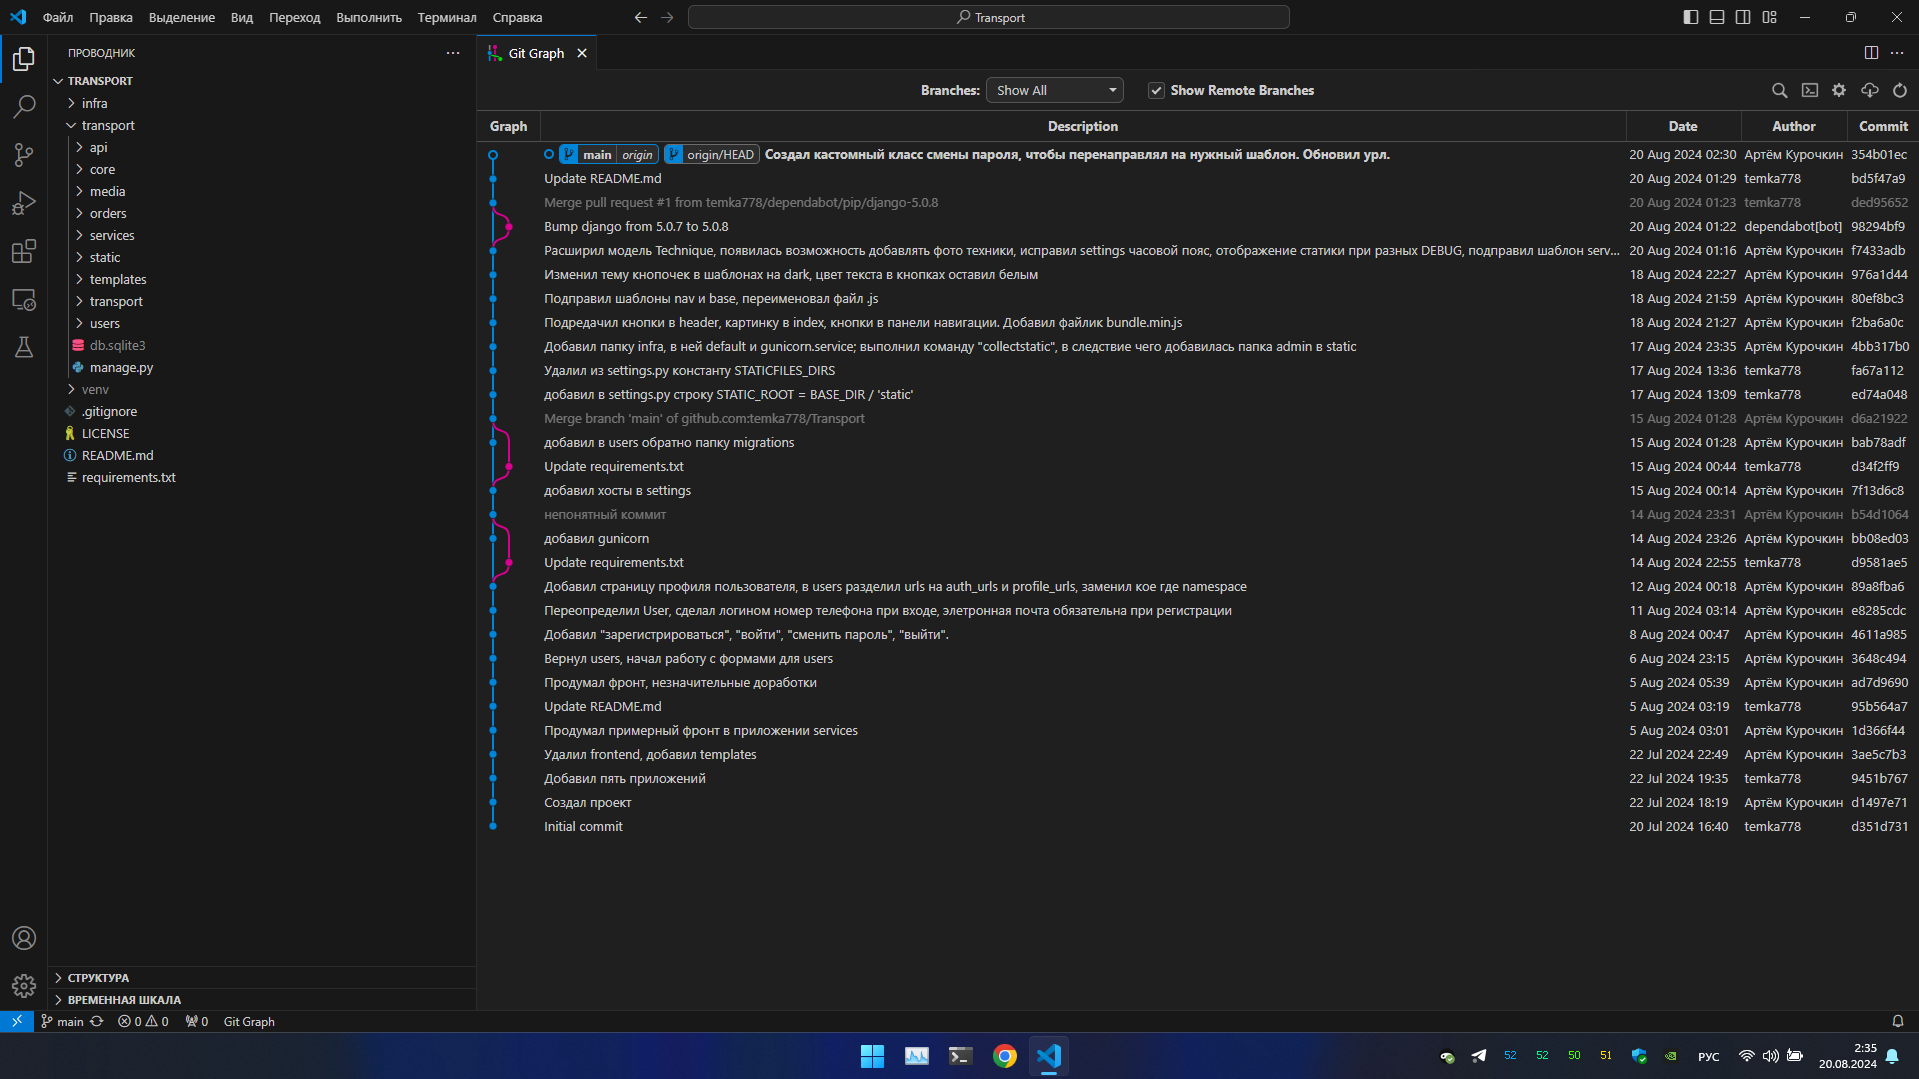 Файл Правка Выделение Вид Переход Выполнить Терминал Справка
Transport
ПРОВОДНИК
TRANSPORT
infra
transport
api
core
media
orders
services
static
templates
transport
users
db.sqlite3
manage.py
venv
.gitignore
LICENSE
README.md
requirements.txt
СТРУКТУРА
ВРЕМЕННАЯ ШКАЛА
Git Graph
Branches: Show All Show Remote Branches
Graph Description Date Author Commit
main origin origin/HEAD Создал кастомный класс смены пароля, чтобы перенаправлял на нужный шаблон. Обновил урл. 20 Aug 2024 02:30 Артём Курочкин 354b01ec
Update README.md 20 Aug 2024 01:29 temka778 bd5f47a9
Merge pull request #1 from temka778/dependabot/pip/django-5.0.8 20 Aug 2024 01:23 temka778 ded95652
Bump django from 5.0.7 to 5.0.8 20 Aug 2024 01:22 dependabot[bot] 98294bf9
Расширил модель Technique, появилась возможность добавлять фото техники, исправил settings часовой пояс, отображение статики при разных DEBUG, подправил шаблон serv... 20 Aug 2024 01:16 Артём Курочкин f7433adb
Изменил тему кнопочек в шаблонах на dark, цвет текста в кнопках оставил белым 18 Aug 2024 22:27 Артём Курочкин 976a1d44
Подправил шаблоны nav и base, переименовал файл .js 18 Aug 2024 21:59 Артём Курочкин 80ef8bc3
Подредачил кнопки в header, картинку в index, кнопки в панели навигации. Добавил файлик bundle.min.js 18 Aug 2024 21:27 Артём Курочкин f2ba6a0c
Добавил папку infra, в ней default и gunicorn.service; выполнил команду "collectstatic", в следствие чего добавилась папка admin в static 17 Aug 2024 23:35 Артём Курочкин 4bb317b0
Удалил из settings.py константу STATICFILES_DIRS 17 Aug 2024 13:36 temka778 fa67a112
добавил в settings.py строку STATIC_ROOT = BASE_DIR / 'static' 17 Aug 2024 13:09 temka778 ed74a048
Merge branch 'main' of github.com:temka778/Transport 15 Aug 2024 01:28 Артём Курочкин d6a21922
добавил в users обратно папку migrations 15 Aug 2024 01:28 Артём Курочкин bab78adf
Update requirements.txt 15 Aug 2024 00:44 temka778 d34f2ff9
добавил хосты в settings 15 Aug 2024 00:14 Артём Курочкин 7f13d6c8
непонятный коммит 14 Aug 2024 23:31 Артём Курочкин b54d1064
добавил gunicorn 14 Aug 2024 23:26 Артём Курочкин bb08ed03
Update requirements.txt 14 Aug 2024 22:55 temka778 d9581ae5
Добавил страницу профиля пользователя, в users разделил urls на auth_urls и profile_urls, заменил кое где namespace 12 Aug 2024 00:18 Артём Курочкин 89a8fba6
Переопределил User, сделал логином номер телефона при входе, элетронная почта обязательна при регистрации 11 Aug 2024 03:14 Артём Курочкин e8285cdc
Добавил "зарегистрироваться", "войти", "сменить пароль", "выйти". 8 Aug 2024 00:47 Артём Курочкин 4611a985
Вернул users, начал работу с формами для users 6 Aug 2024 23:15 Артём Курочкин 3648c494
Продумал фронт, незначительные доработки 5 Aug 2024 05:39 Артём Курочкин ad7d9690
Update README.md 5 Aug 2024 03:19 temka778 95b564a7
Продумал примерный фронт в приложении services 5 Aug 2024 03:01 Артём Курочкин 1d366f44
Удалил frontend, добавил templates 22 Jul 2024 22:49 Артём Курочкин 3ae5c7b3
Добавил пять приложений 22 Jul 2024 19:35 temka778 9451b767
Создал проект 22 Jul 2024 18:19 Артём Курочкин d1497e71
Initial commit 20 Jul 2024 16:40 temka778 d351d731
main 0 0 0 Git Graph
52 52 50 51 РУС 2:35
20.08.2024